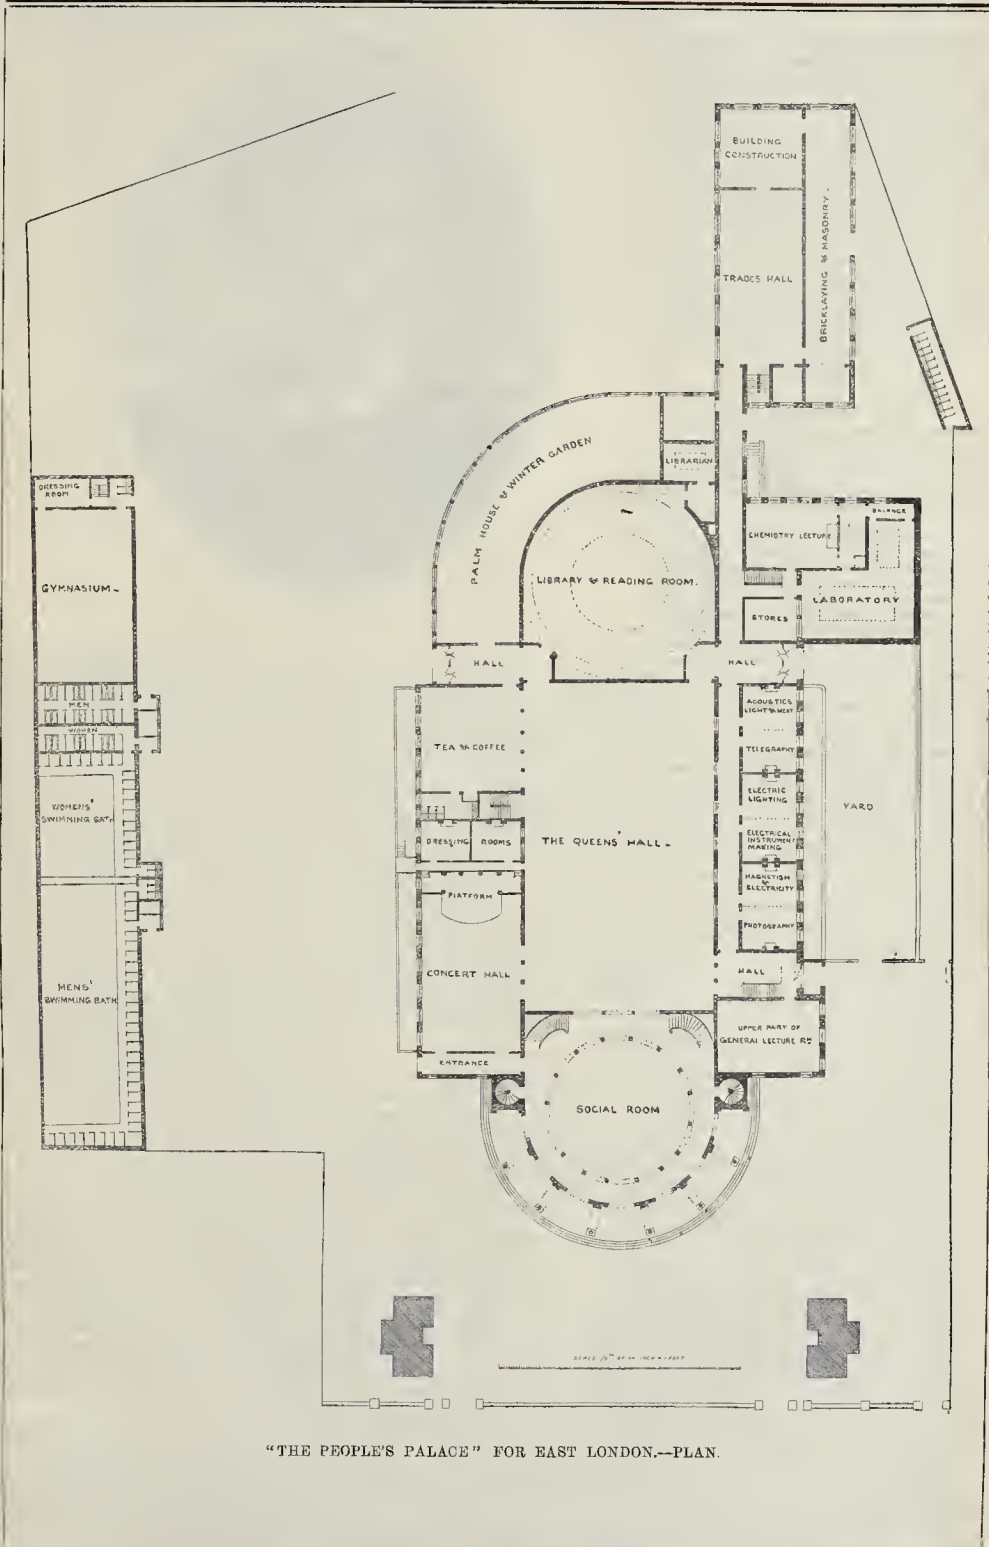 BUILDING
CONSTRUCTION
TRADES HALL
BRICKLAYING & MASONRY.
PALM HOUSE & WINTER GARDEN
LIBRARIAN
DRESSING
ROOM
BALANCE
CHEMISTRY LECTURE
GYMNASIUM.
LIBRARY & READING ROOM.
LABORATORY
STORES
HALL
HALL
MEN
WOMEN
ACOUSTICS
LIGHT & HEAT
TEA & COFFEE
TELEGRAPHY
ELECTRIC
LIGHTING
WOMENS'
SWIMMING BATH
YARD
ELECTRICAL
INSTRUMENT
MAKING
DRESSING ROOMS
THE QUEENS' HALL.
MAGNETISM
&
ELECTRICITY
PLATFORM
PHOTOGRAPHY
CONCERT HALL
HALL
MENS'
SWIMMING BATH
UPPER PART OF
GENERAL LECTURE RM
ENTRANCE
SOCIAL ROOM
"THE PEOPLE'S PALACE" FOR EAST LONDON.—PLAN.